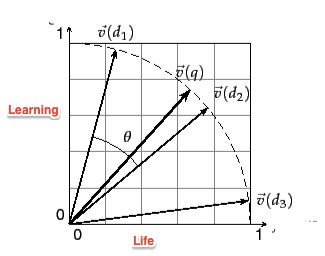 1
v⃗(d₁)
v⃗(q)
v⃗(d₂)
Learning
θ
v⃗(d₃)
0
0
Life
1